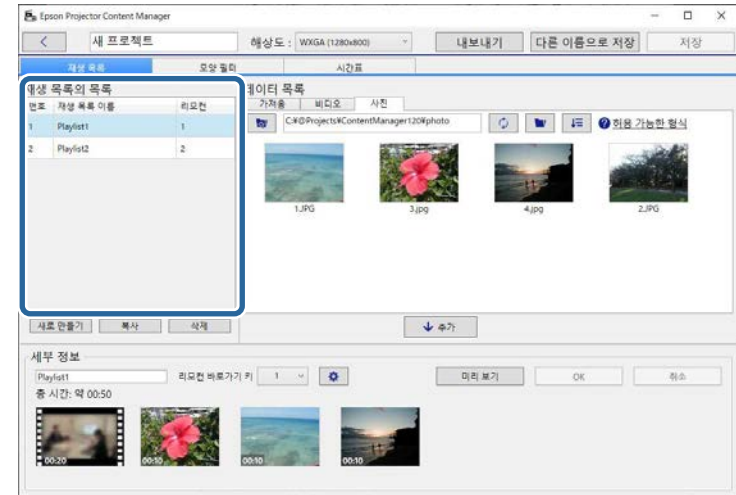 Epson Projector Content Manager
새 프로젝트 해상도 : WXGA (1280x800) 내보내기 다른 이름으로 저장 저장
재생 목록 모양 필터 시간표
재생 목록의 목록 데이터 목록
번호 재생 목록 이름 리모컨 가져옴 비디오 사진
1 Playlist1 1 C:¥@Projects¥ContentManager120¥photo 허용 가능한 형식
2 Playlist2 2
1.JPG 3.jpg 4.jpg 2.JPG
새로 만들기 복사 삭제 추가
세부 정보
Playlist1 리모컨 바로가기 키 1 미리 보기 OK 취소
총 시간: 약 00:50
00:20 00:10 00:10 00:10